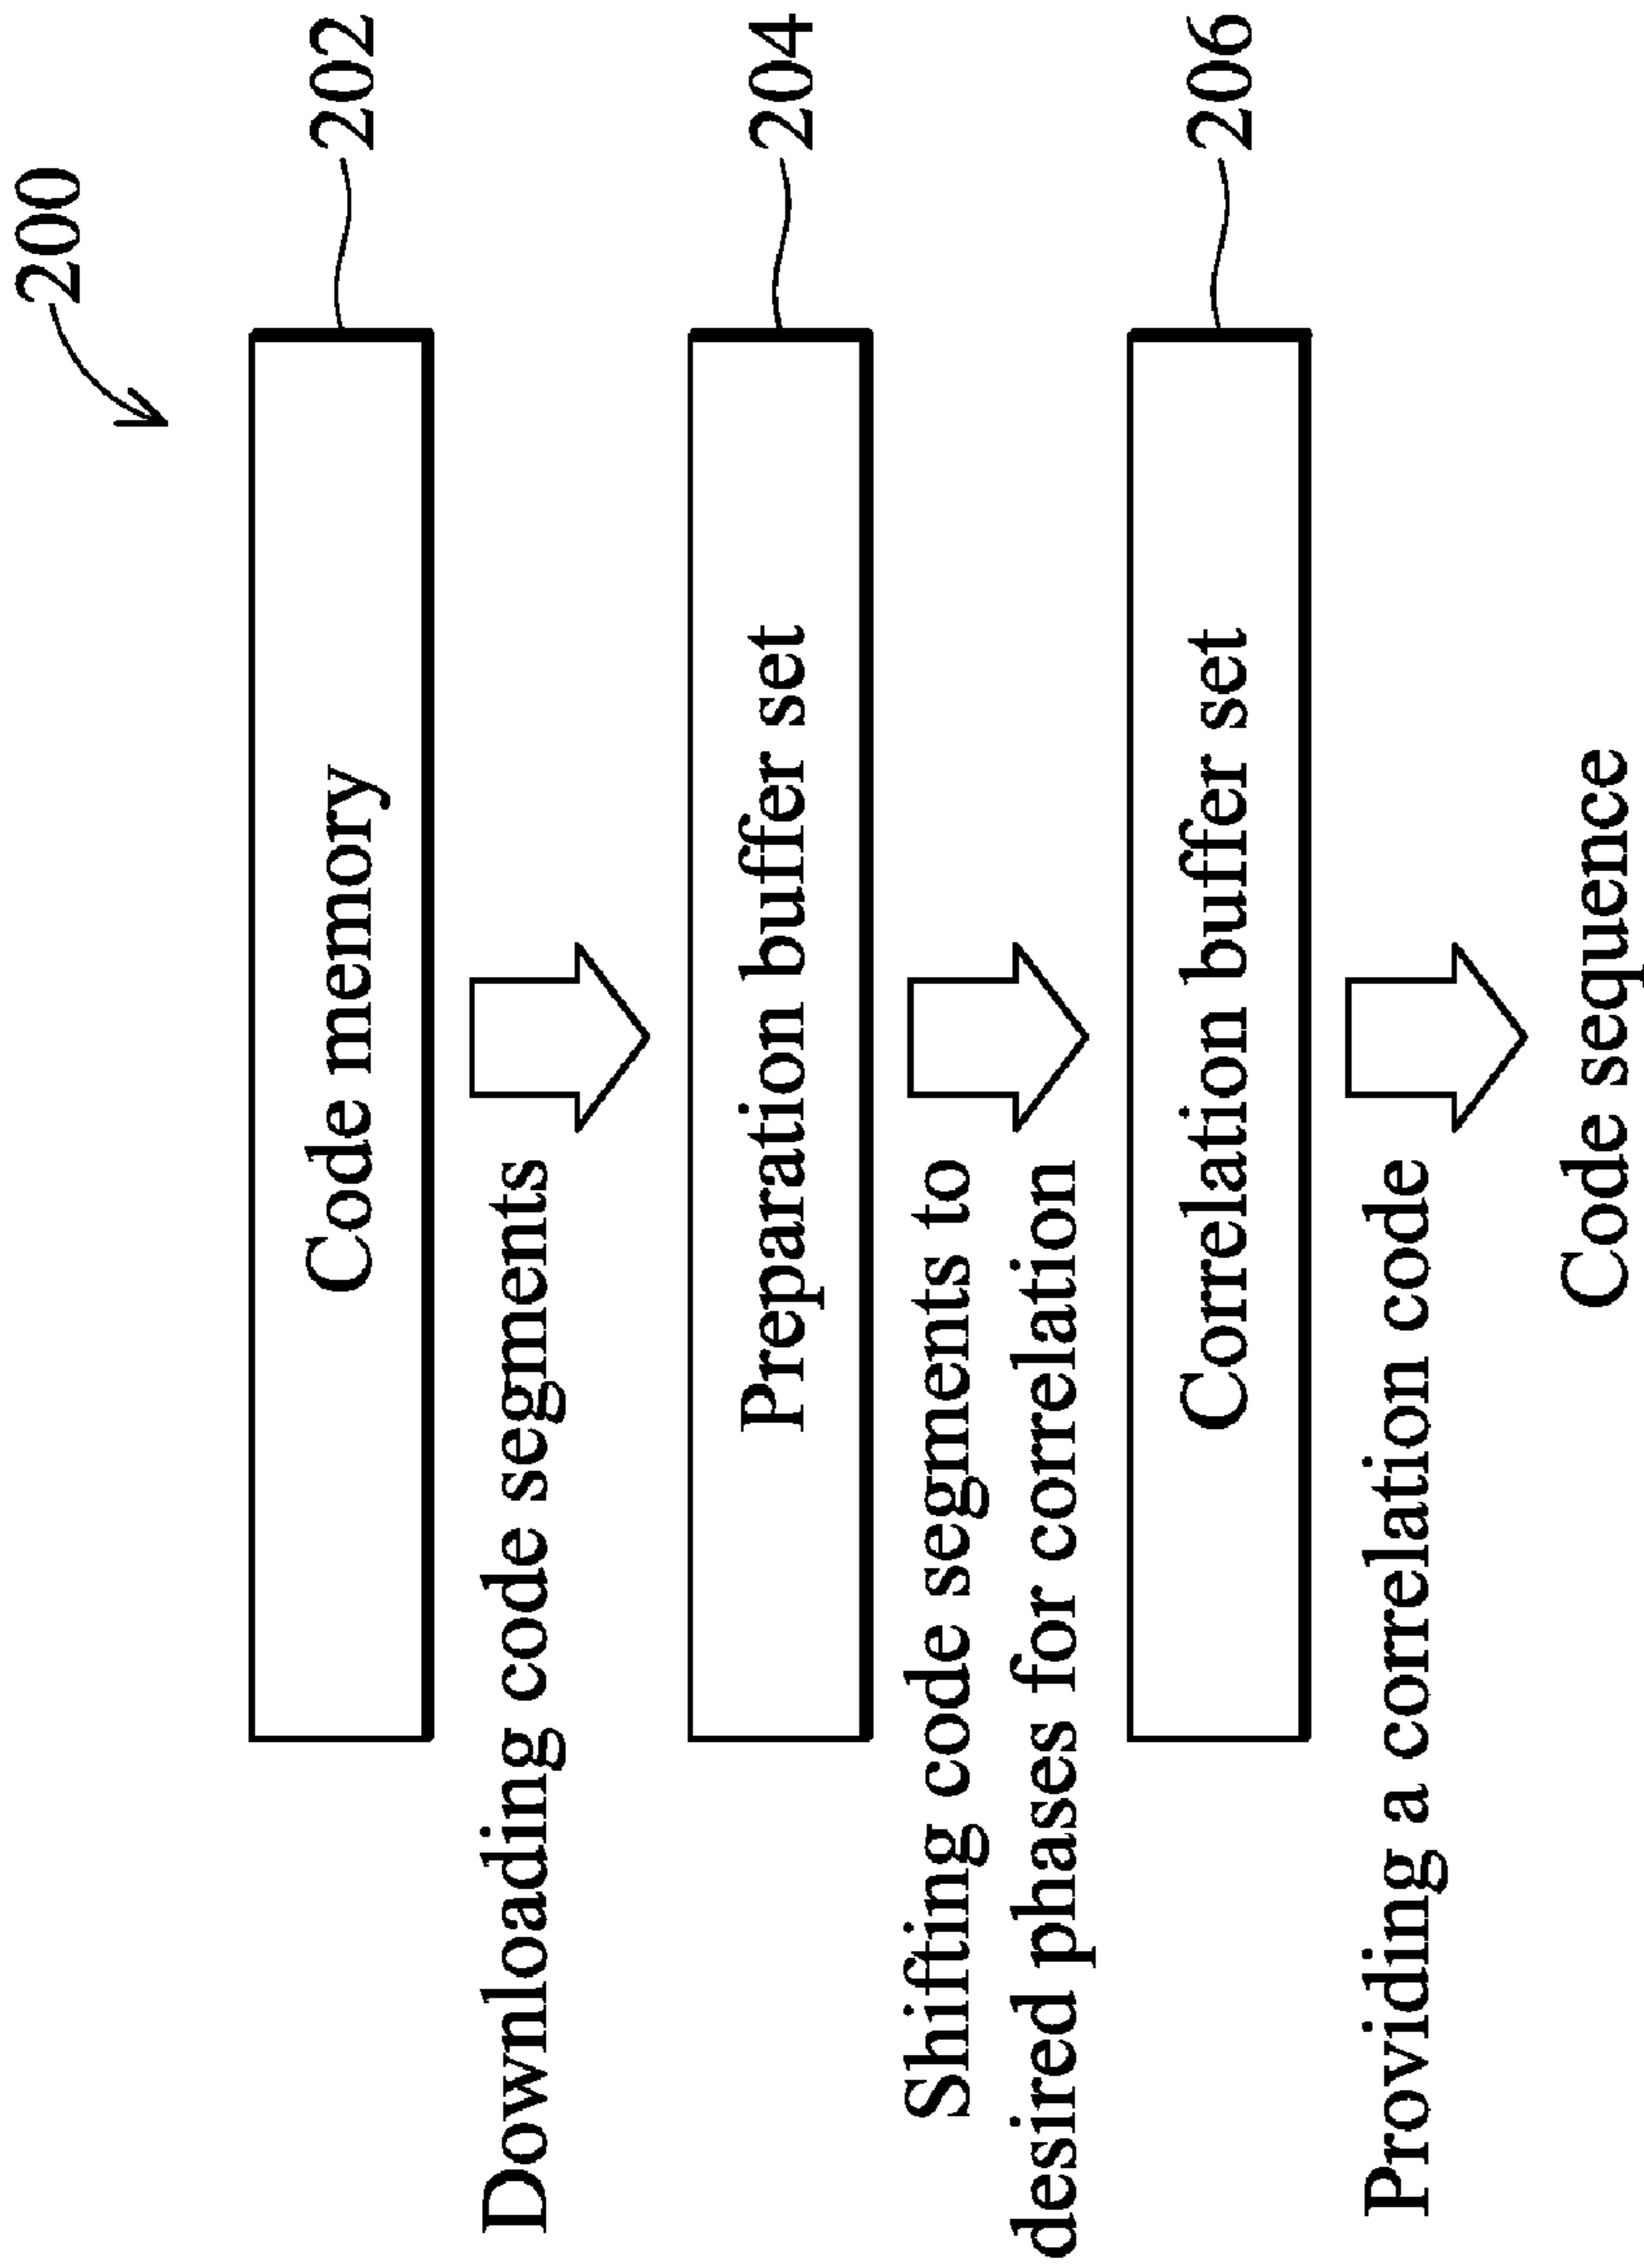 200
Code memory
202
Downloading code segments
Preparation buffer set
204
Shifting code segments to
desired phases for correlation
Correlation buffer set
206
Providing a correlation code
Code sequence